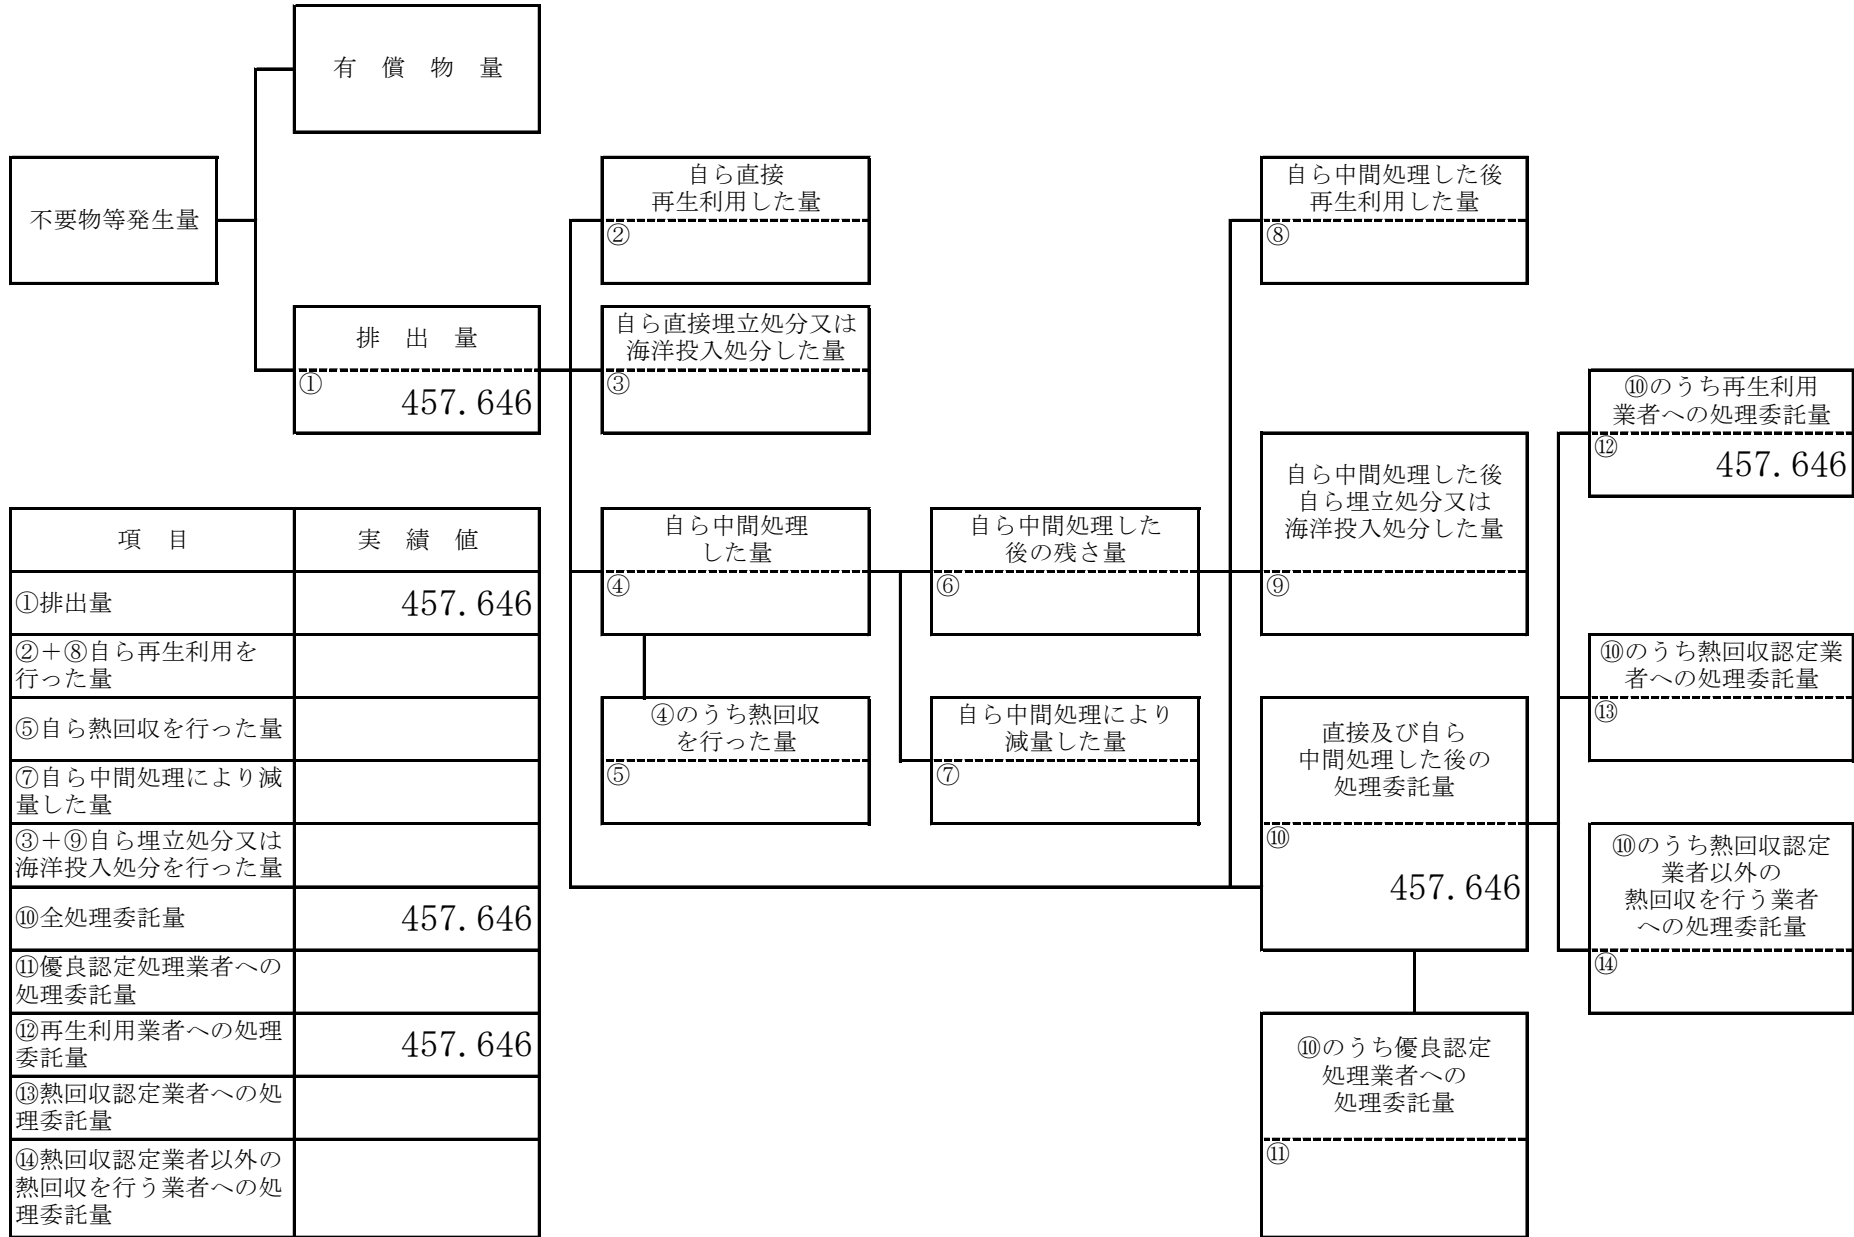 有　償　物　量
不要物等発生量
排　出　量
①
457.646
自ら直接
再生利用した量
②
自ら直接埋立処分又は
海洋投入処分した量
③
自ら中間処理
した量
④
④のうち熱回収
を行った量
⑤
自ら中間処理した
後の残さ量
⑥
自ら中間処理により
減量した量
⑦
自ら中間処理した後
再生利用した量
⑧
自ら中間処理した後
自ら埋立処分又は
海洋投入処分した量
⑨
直接及び自ら
中間処理した後の
処理委託量
⑩
457.646
⑩のうち優良認定
処理業者への
処理委託量
⑪
⑩のうち再生利用
業者への処理委託量
⑫
457.646
⑩のうち熱回収認定業
者への処理委託量
⑬
⑩のうち熱回収認定
業者以外の
熱回収を行う業者
への処理委託量
⑭
項　目　実　績　値
①排出量　457.646
②＋⑧自ら再生利用を
行った量
⑤自ら熱回収を行った量
⑦自ら中間処理により減
量した量
③＋⑨自ら埋立処分又は
海洋投入処分を行った量
⑩全処理委託量　457.646
⑪優良認定処理業者への
処理委託量
⑫再生利用業者への処理
委託量　457.646
⑬熱回収認定業者への処
理委託量
⑭熱回収認定業者以外の
熱回収を行う業者への処
理委託量